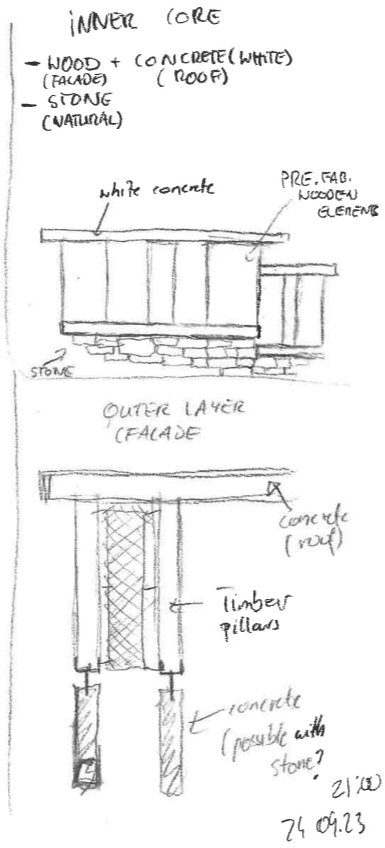 INNER CORE
- WOOD + CONCRETE (WHITE)
(FACADE) (ROOF)
- STONE
(NATURAL)
white concrete
PRE.FAB.
WOODEN
ELEMENTS
STONE
OUTER LAYER
(FACADE
concrete
(roof)
Timber
pillars
concrete
(possible with
stone?
21:00
24 09.23